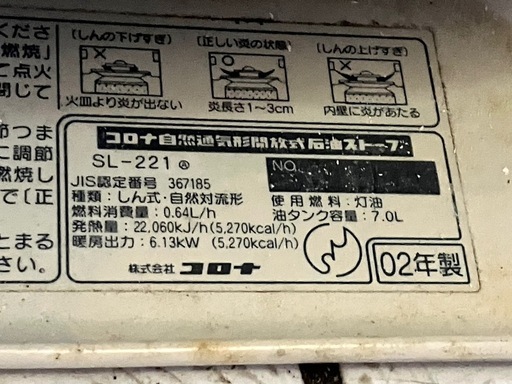 くださ
燃焼」
て点火
閉じて
節つま
に調節
燃焼し
で(正
とまる
さい。
〔しんの下げすぎ〕
火皿より炎が出ない
〔正しい炎の状態〕
炎長さ1~3cm
〔しんの上げすぎ〕
内壁に炎があたる
コロナ自然通気形開放式石油ストーブ
SL-221 Ⓐ
NO.
JIS認定番号 367185
種類:しん式・自然対流形
使用燃料:灯油
燃料消費量:0.64L/h
油タンク容量:7.0L
発熱量:22,060KJ/h(5,270kcal/h)
暖房出力:6.13KW (5,270kcal/h)
株式会社 コロナ
02年製